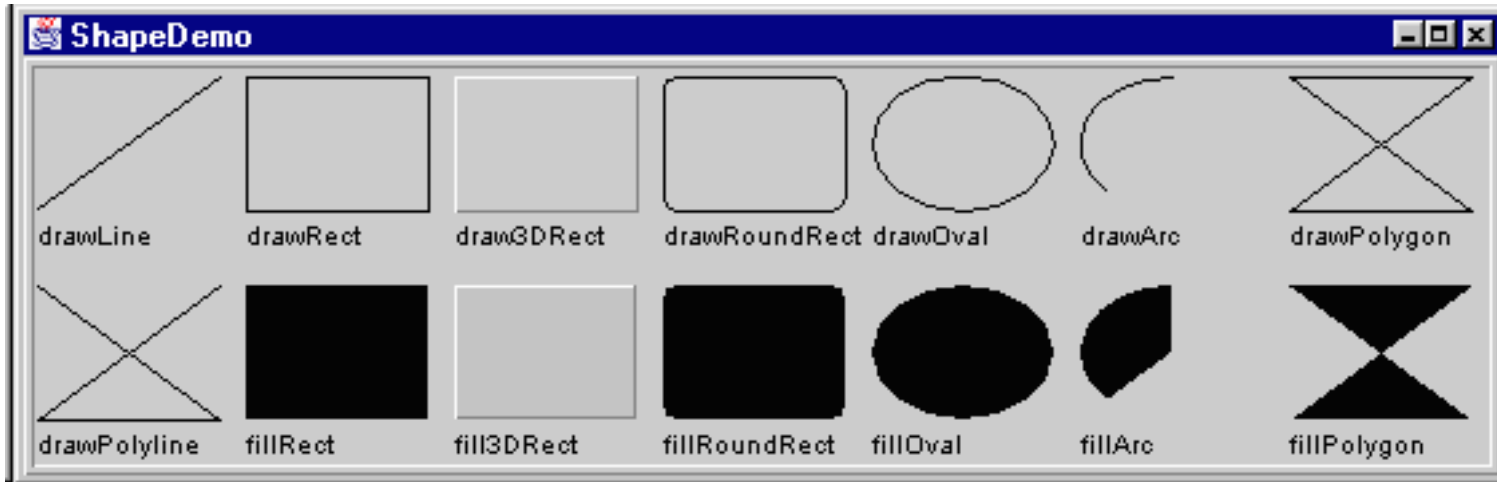 ShapeDemo
drawLine drawRect draw3DRect drawRoundRect drawOval drawArc drawPolygon
drawPolyline fillRect fill3DRect fillRoundRect fillOval fillArc fillPolygon